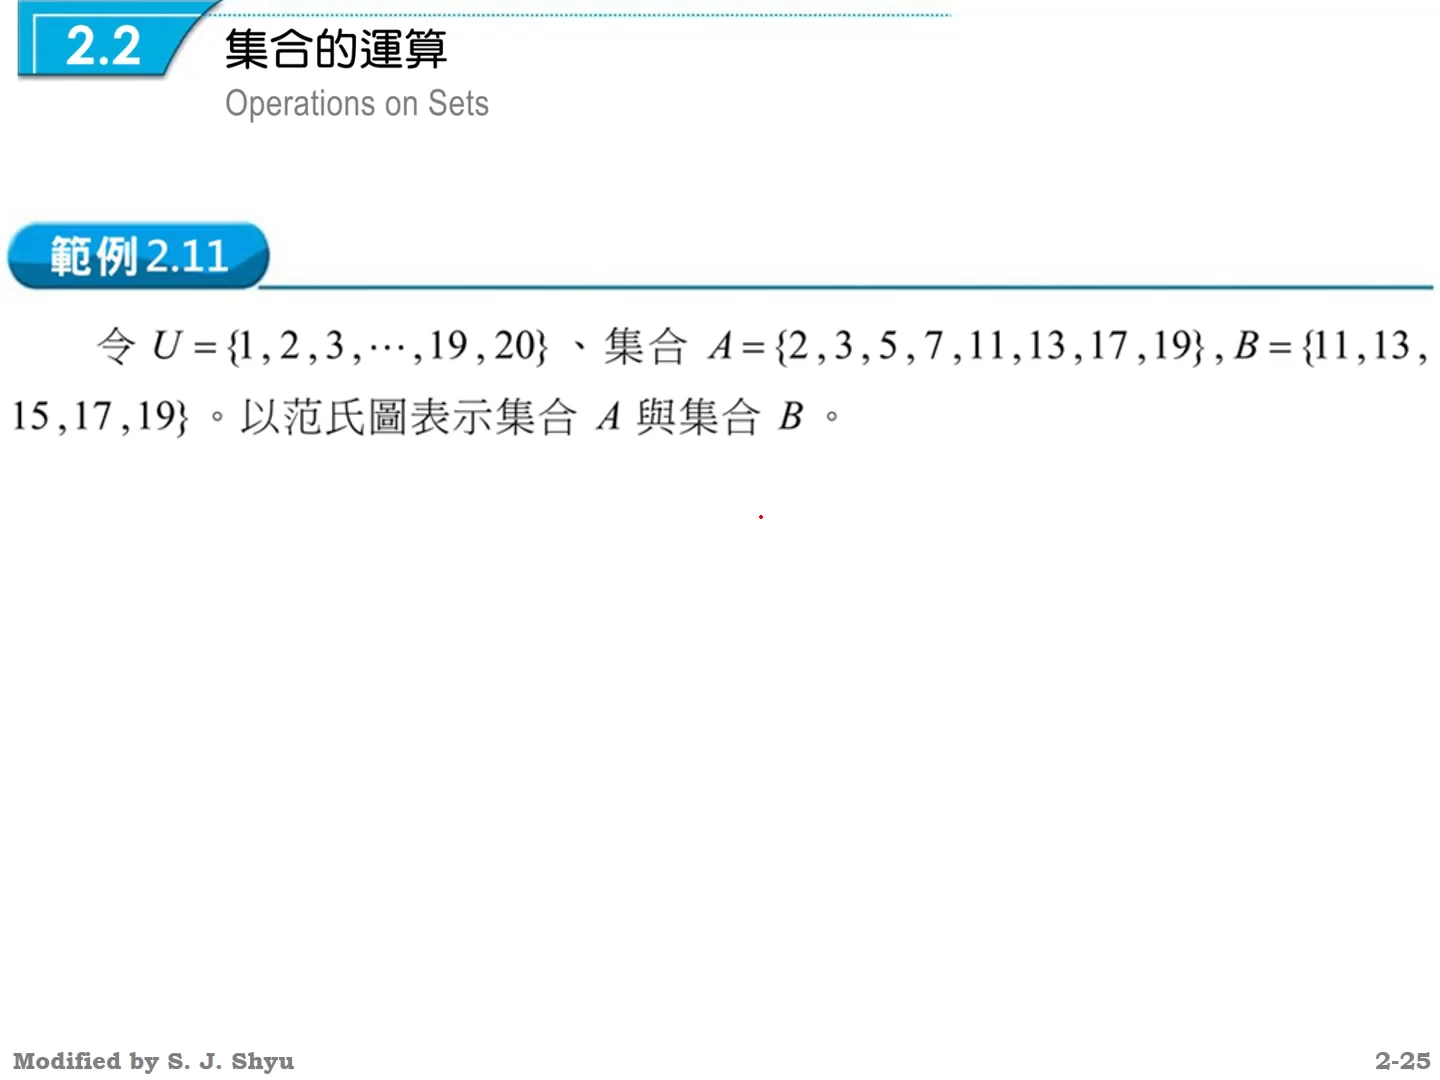 2.2 集合的運算
Operations on Sets
範例2.11
令 U = {1 , 2 , 3 , ⋯ , 19 , 20} 、集合 A = {2 , 3 , 5 , 7 , 11 , 13 , 17 , 19} , B = {11 , 13 ,
15 , 17 , 19} 。以范氏圖表示集合 A 與集合 B 。
Modified by S. J. Shyu
2-25